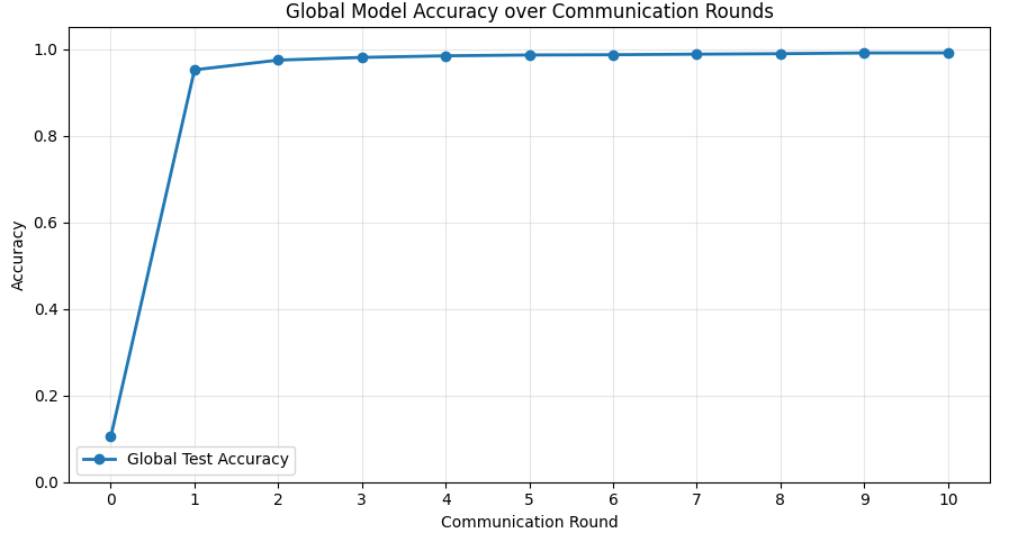 Global Model Accuracy over Communication Rounds
1.0
0.8
0.6
0.4
0.2
0.0
Accuracy
Global Test Accuracy
0 1 2 3 4 5 6 7 8 9 10
Communication Round